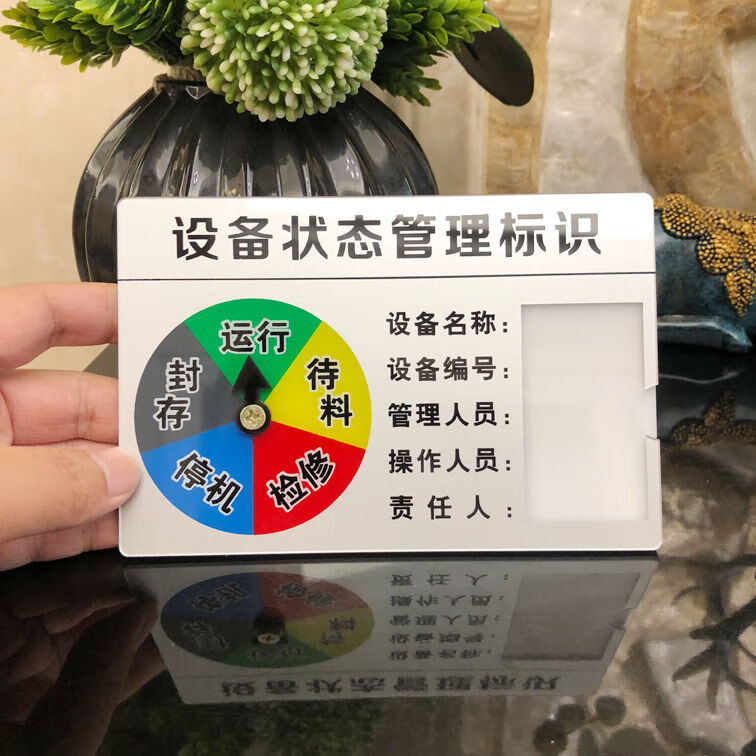 设备状态管理标识
运行
待料
检修
停机
封存
设备名称：
设备编号：
管理人员：
操作人员：
责任人：